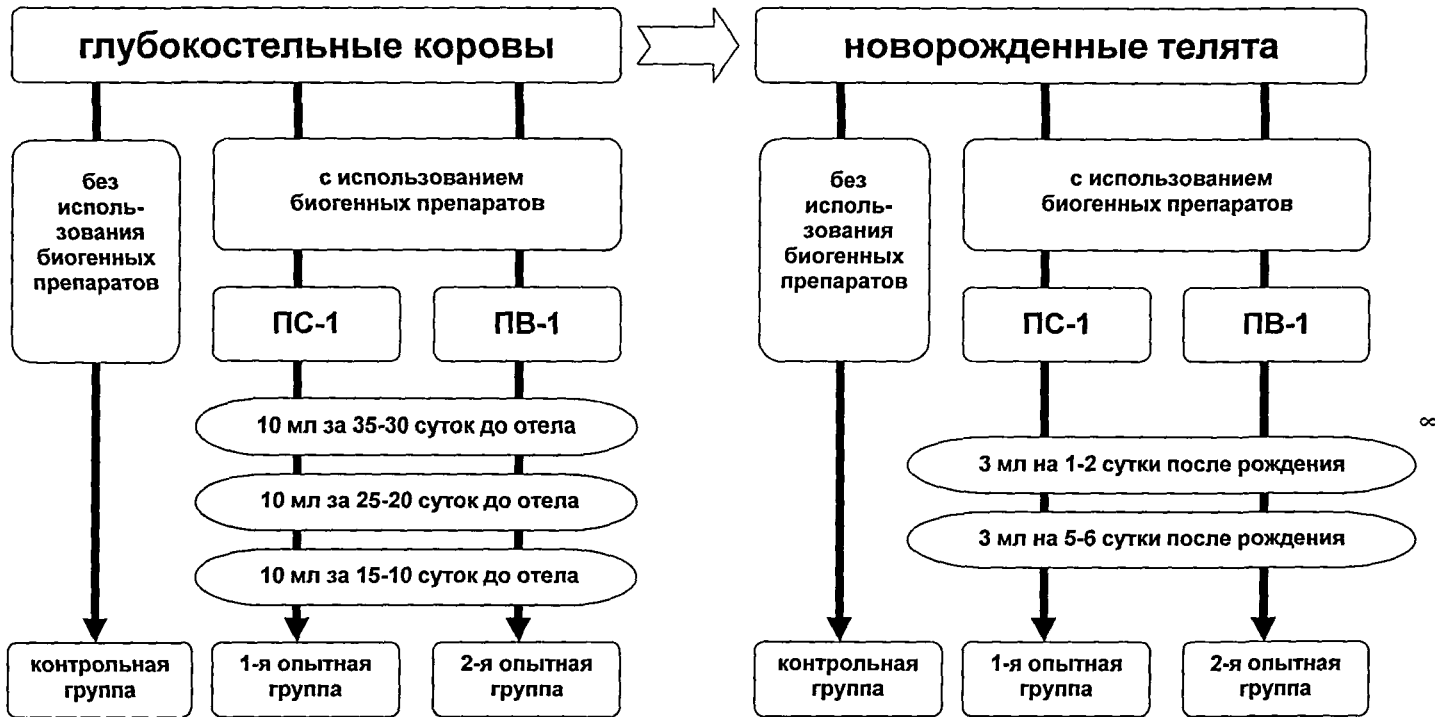 глубокостельные коровы
без
исполь-
зования
биогенных
препаратов
с использованием
биогенных препаратов
ПС-1
ПВ-1
10 мл за 35-30 суток до отела
10 мл за 25-20 суток до отела
10 мл за 15-10 суток до отела
контрольная
группа
1-я опытная
группа
2-я опытная
группа
новорожденные телята
без
исполь-
зования
биогенных
препаратов
с использованием
биогенных препаратов
ПС-1
ПВ-1
3 мл на 1-2 сутки после рождения
3 мл на 5-6 сутки после рождения
контрольная
группа
1-я опытная
группа
2-я опытная
группа
∞